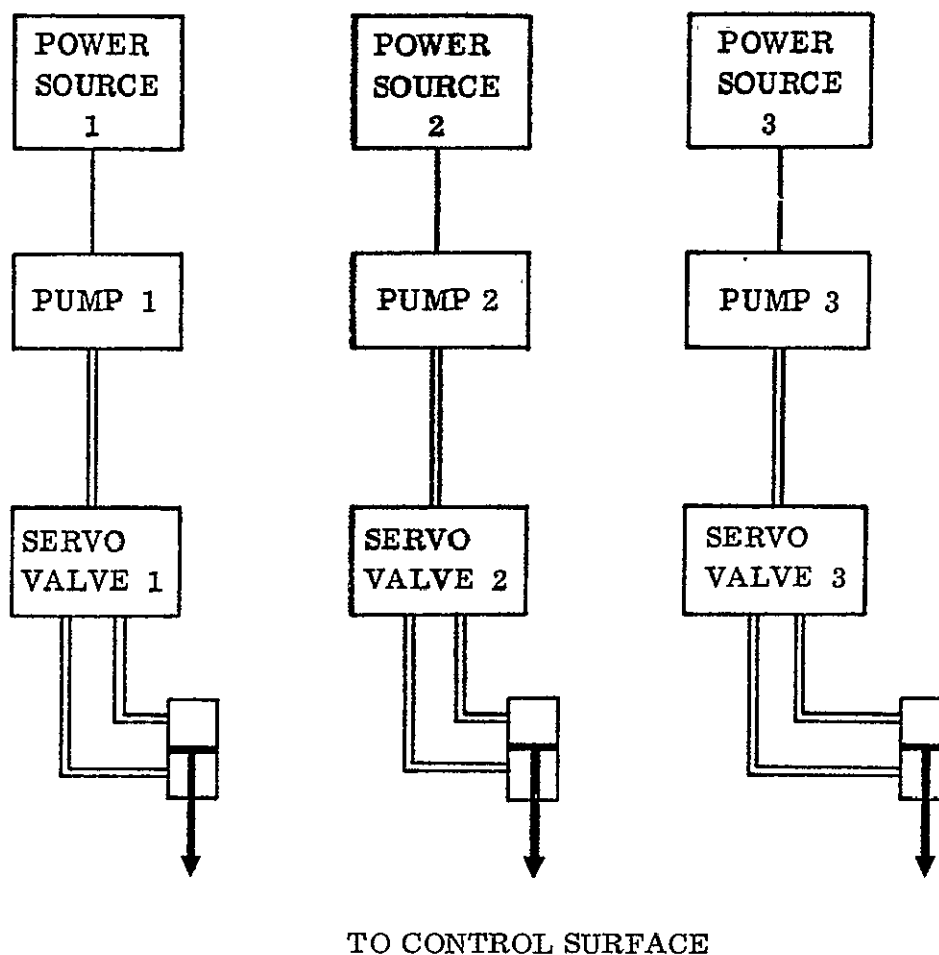 POWER
SOURCE
1
POWER
SOURCE
2
POWER
SOURCE
3
PUMP 1
PUMP 2
PUMP 3
SERVO
VALVE 1
SERVO
VALVE 2
SERVO
VALVE 3
TO CONTROL SURFACE